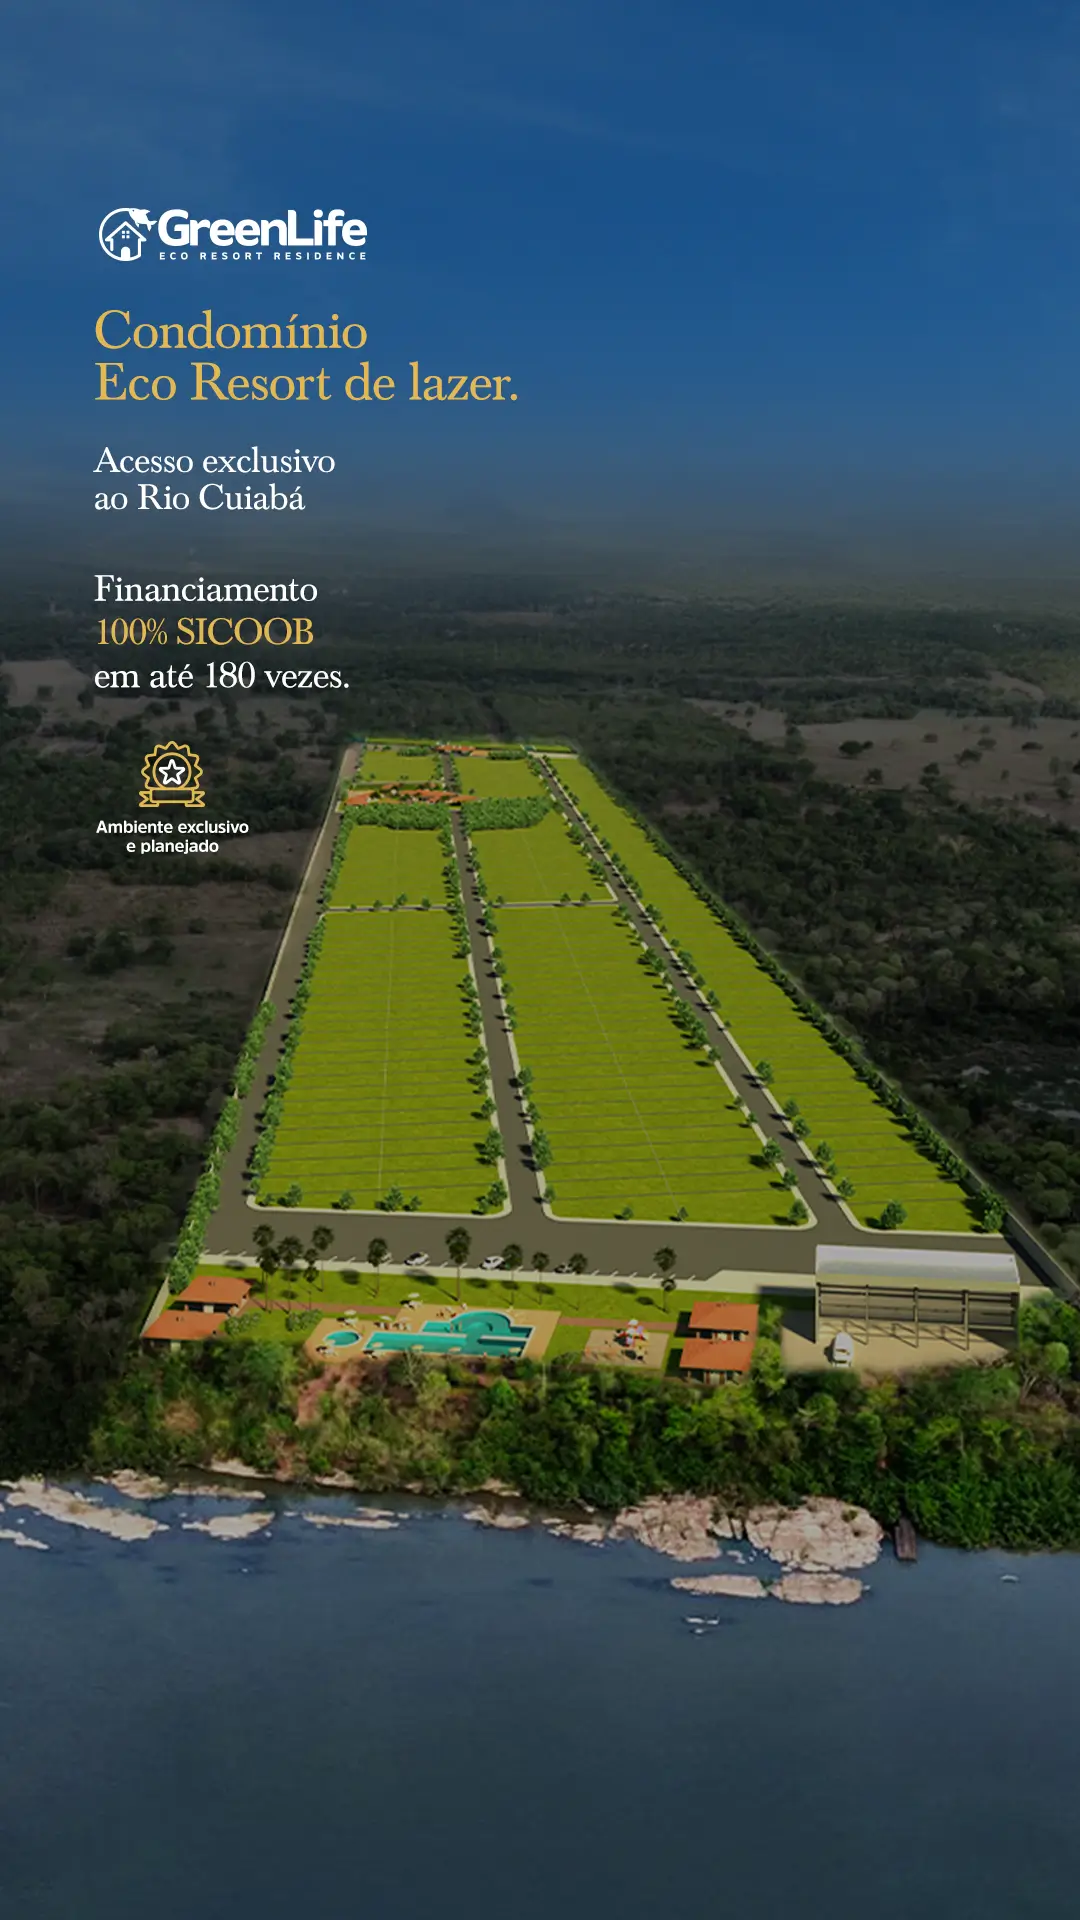 GreenLife
ECO RESORT RESIDENCE
Condomínio
Eco Resort de lazer.
Acesso exclusivo
ao Rio Cuiabá
Financiamento
100% SICOOB
em até 180 vezes.
Ambiente exclusivo
e planejado